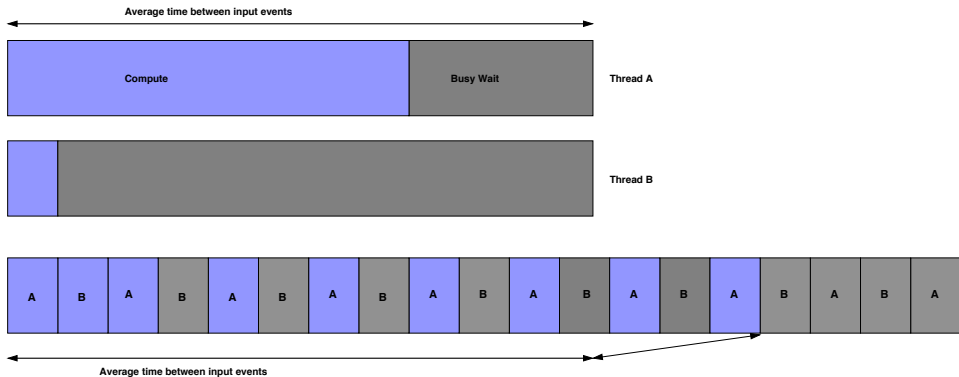 Average time between input events
Compute
Busy Wait
Thread A
Thread B
A B A B A B A B A B A B A B A B A B A
Average time between input events